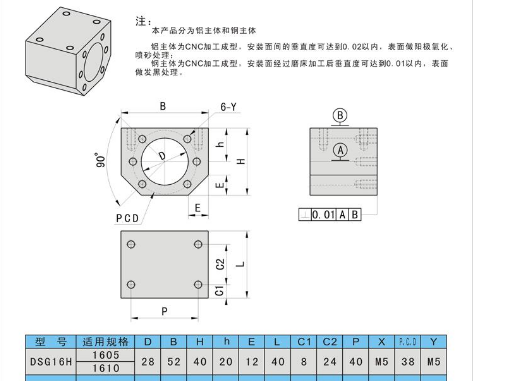 注:
本产品分为铝主体和钢主体
铝主体为CNC加工成型,安装面间的垂直度可达到0.02以内,表面做阳极氧化、
喷砂处理;
钢主体为CNC加工成型,安装面经过磨床加工后垂直度可达到0.01以内,表面
做发黑处理。
B
6-Y
90°
D
h
H
E
E
PCD
B
A
⊥ 0.01 A B
C2
C1
L
P
型 号 适用规格 D B H h E L C1 C2 P X P.C.D Y
DSG16H 1605 28 52 40 20 12 40 8 24 40 M5 38 M5
1610